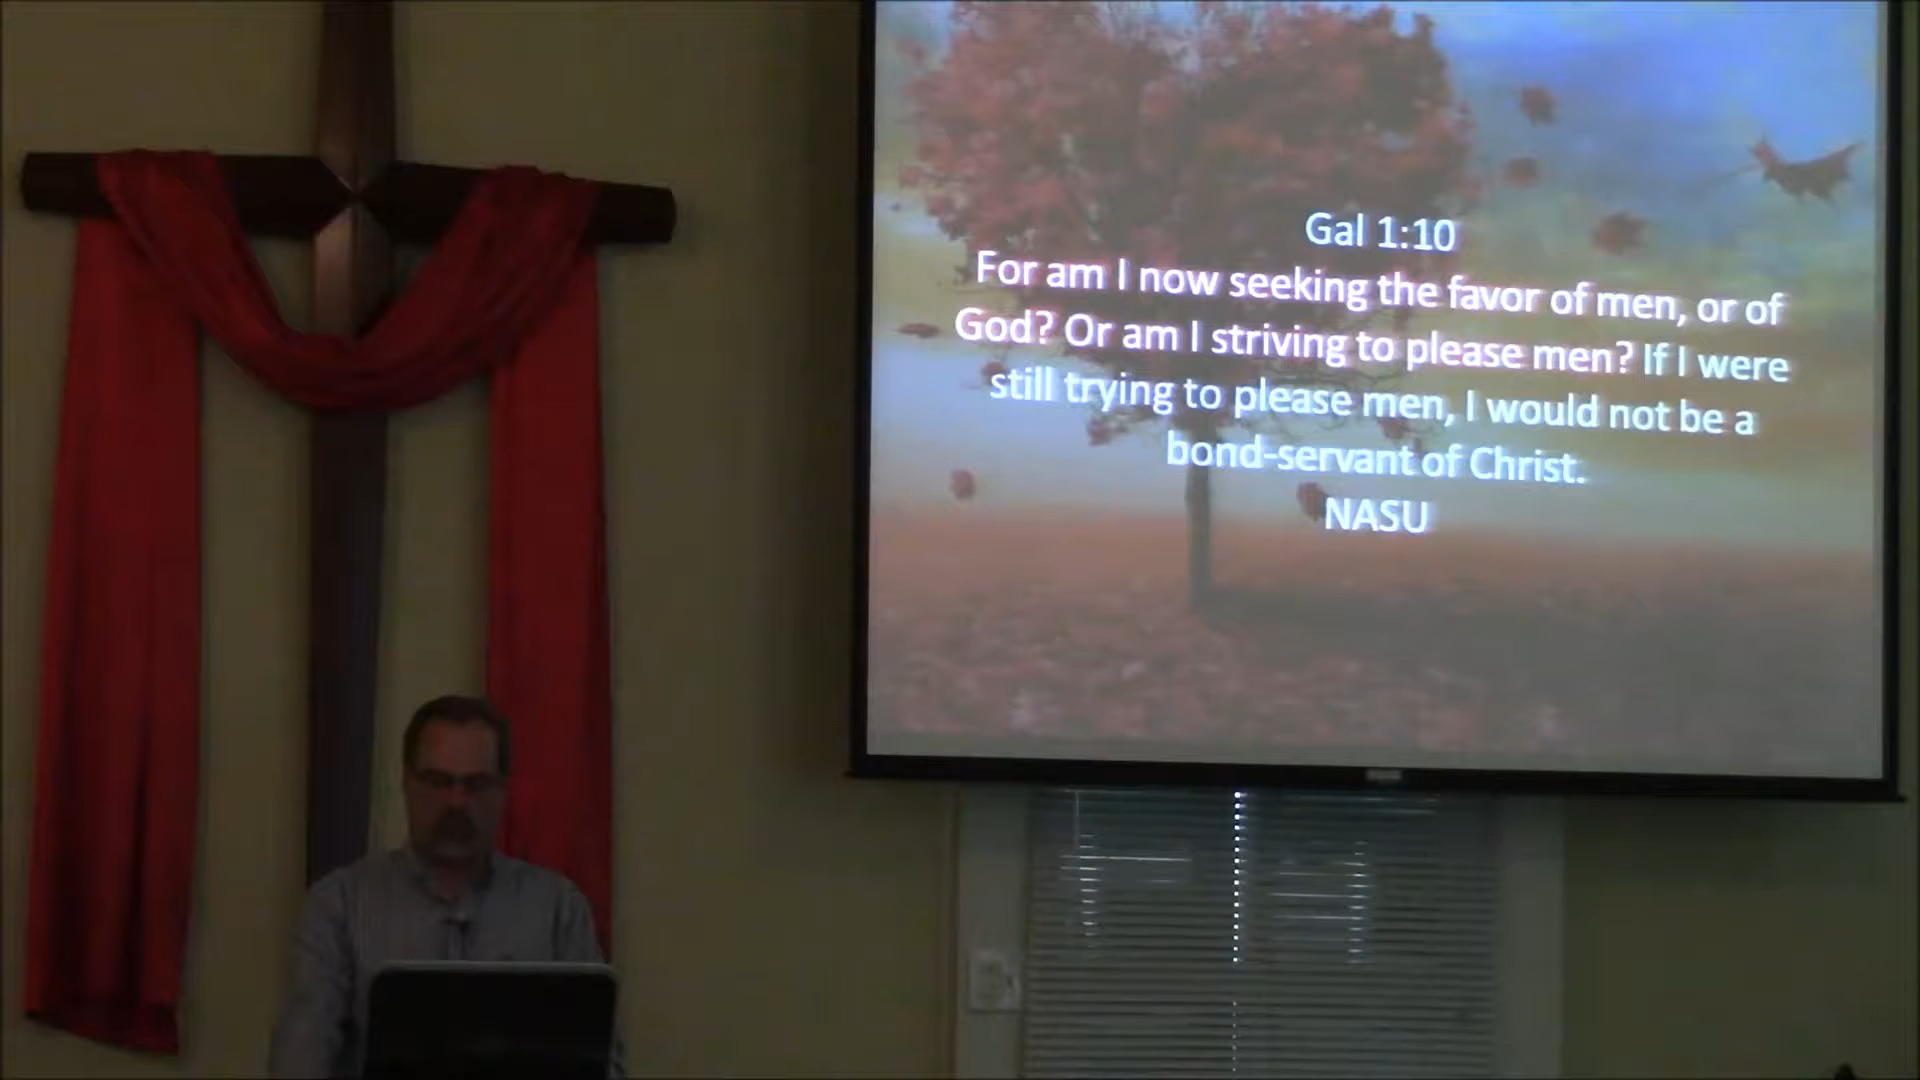 Gal 1:10
For am I now seeking the favor of men, or of
God? Or am I striving to please men? If I were
still trying to please men, I would not be a
bond-servant of Christ.
NASU